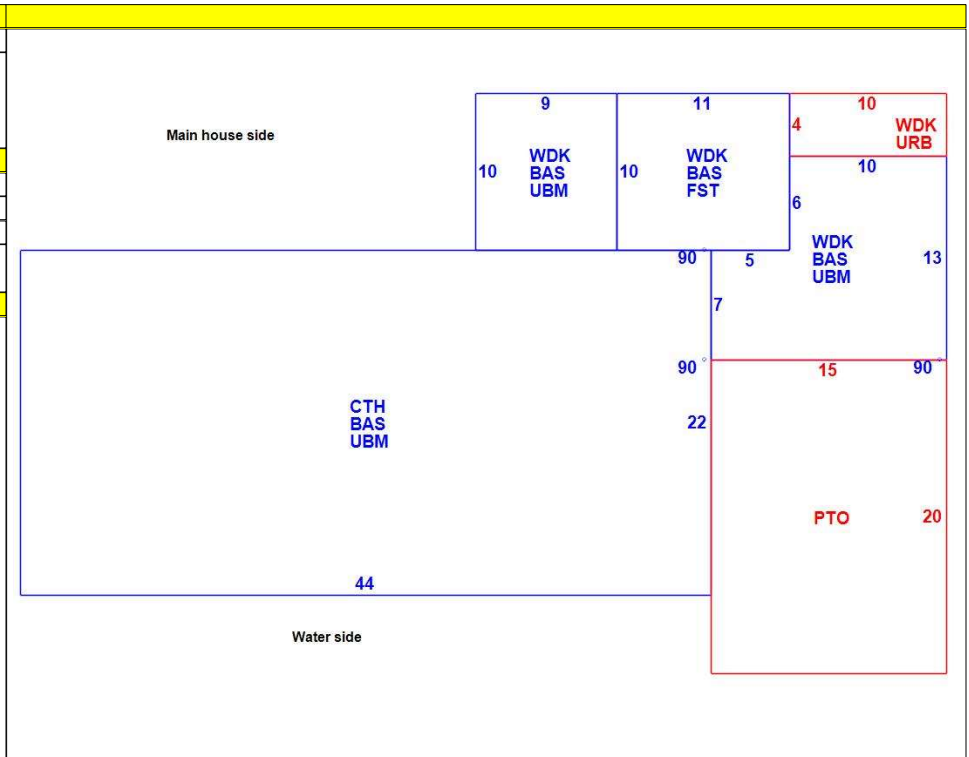 9
11
10
Main house side
4
WDK
URB
10
WDK
BAS
UBM
10
WDK
BAS
FST
10
10
6
WDK
BAS
UBM
13
90
5
7
90
15
90
CTH
BAS
UBM
22
PTO
20
44
Water side